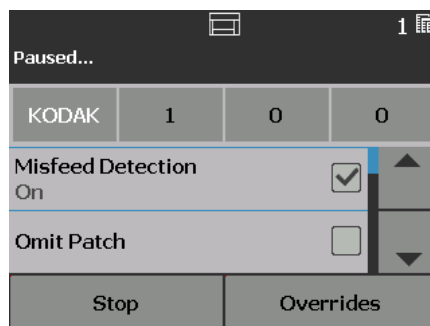 1
Paused...
KODAK 1 0 0
Misfeed Detection
On
Omit Patch
Stop Overrides